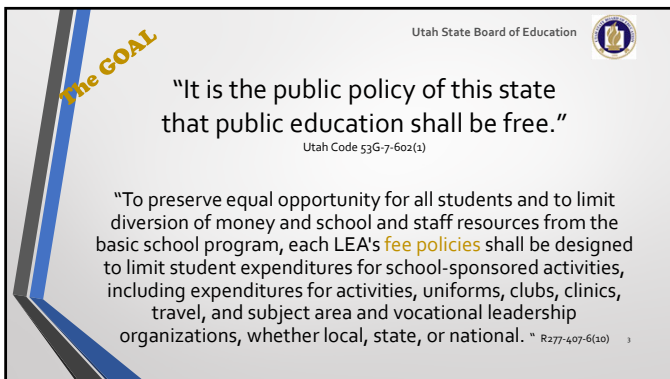 Utah State Board of Education
The GOAL
“It is the public policy of this state
that public education shall be free.”
Utah Code 53G-7-602(1)
“To preserve equal opportunity for all students and to limit
diversion of money and school and staff resources from the
basic school program, each LEA's fee policies shall be designed
to limit student expenditures for school-sponsored activities,
including expenditures for activities, uniforms, clubs, clinics,
travel, and subject area and vocational leadership
organizations, whether local, state, or national. “ R277-407-6(10)
3